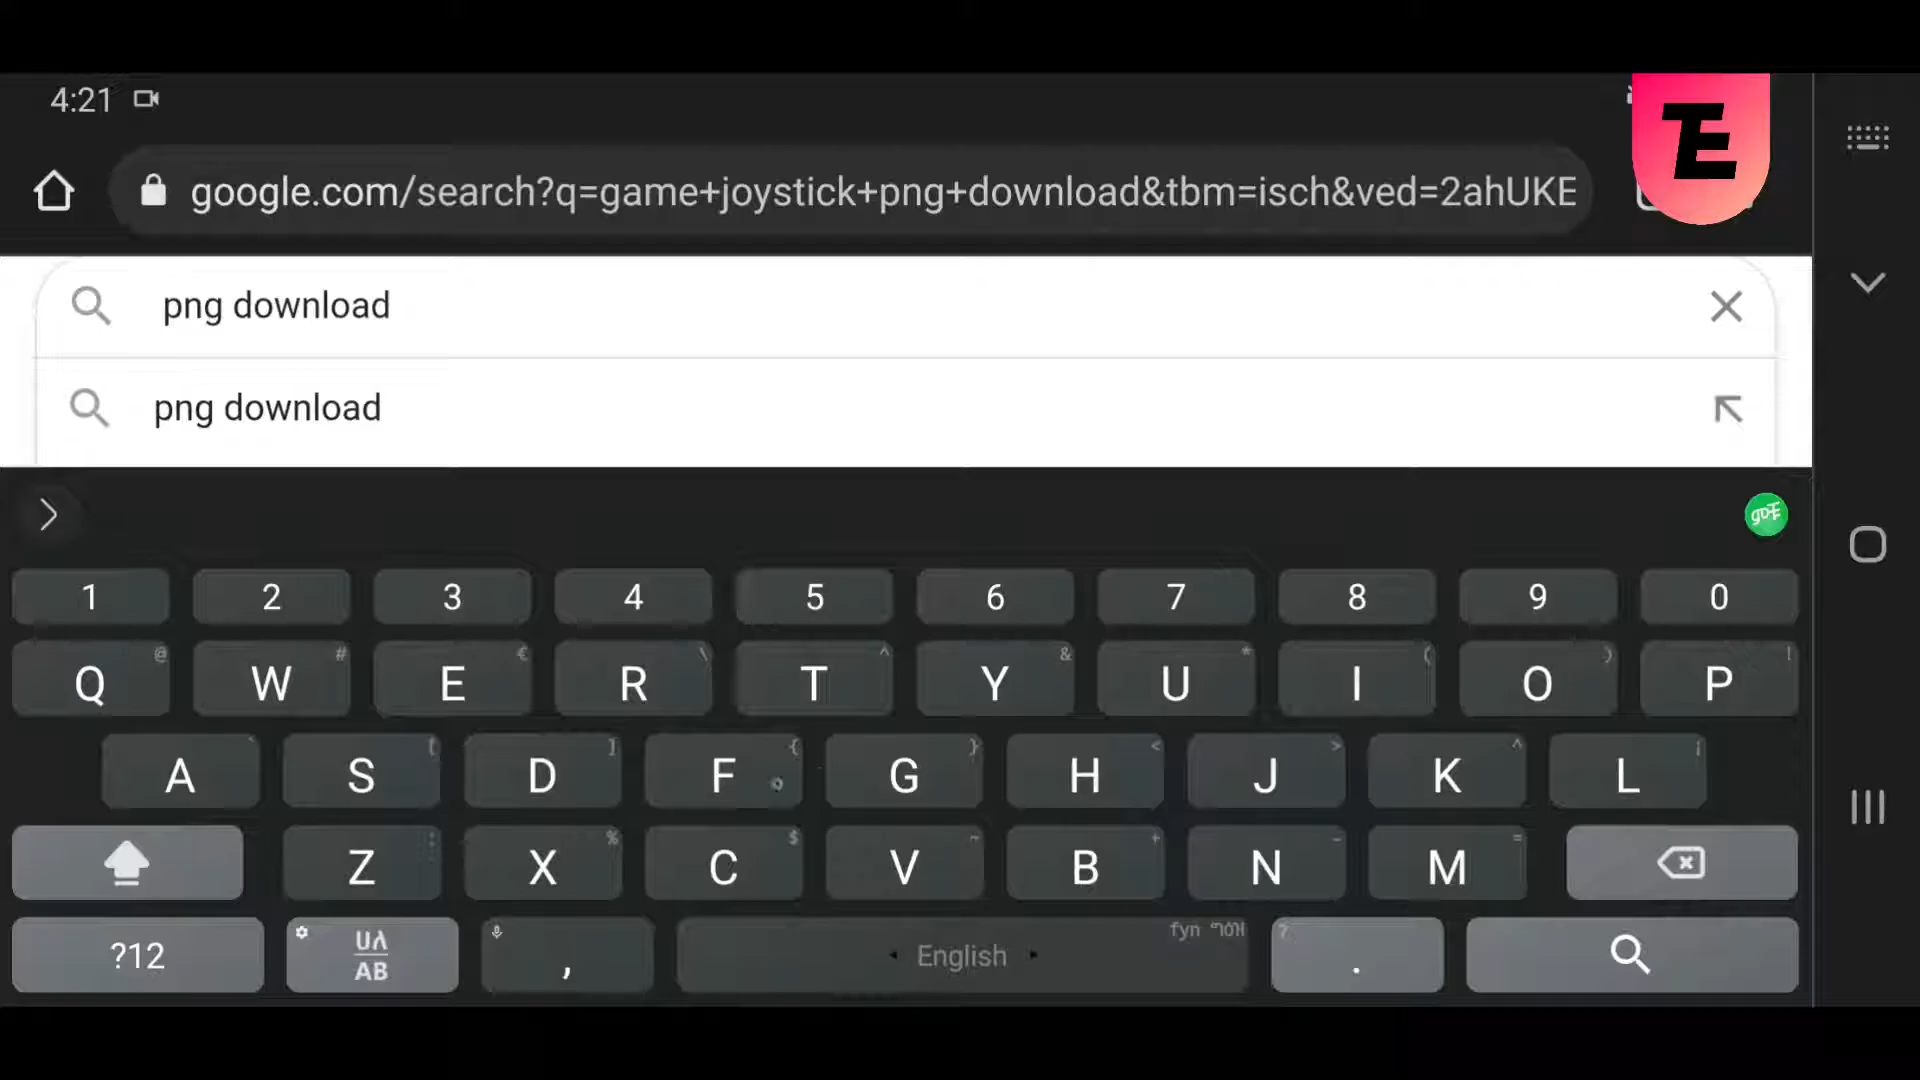 4:21
TE
google.com/search?q=game+joystick+png+download&tbm=isch&ved=2ahUKE
png download
png download
1 2 3 4 5 6 7 8 9 0
@ # € \ ^ & * ( ) !
Q W E R T Y U I O P
A S D F G H J K L
Z X C V B N M
?12 AB , English . ?